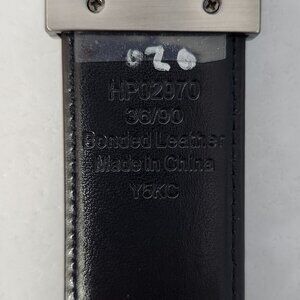 020
HP02970
36/90
Bonded Leather
Made in China
Y5KC